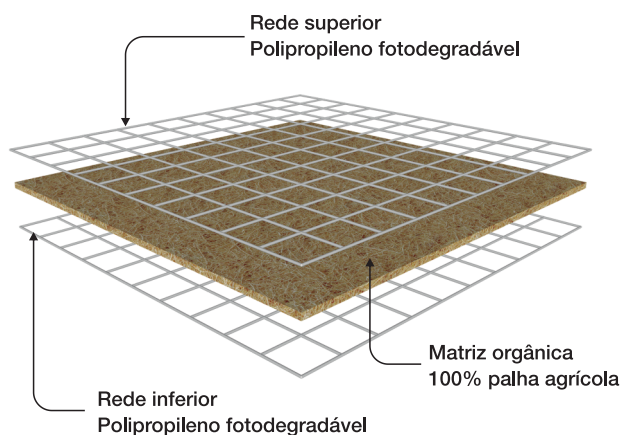 Rede superior
Polipropileno fotodegradável
Matriz orgânica
100% palha agrícola
Rede inferior
Polipropileno fotodegradável